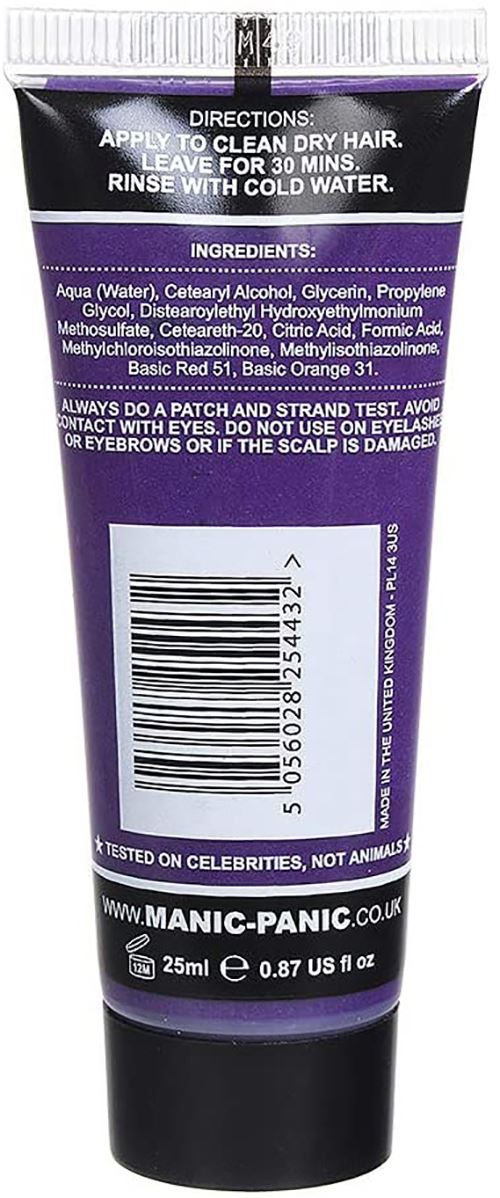 YM42
DIRECTIONS:
APPLY TO CLEAN DRY HAIR.
LEAVE FOR 30 MINS.
RINSE WITH COLD WATER.
INGREDIENTS:
Aqua (Water), Cetearyl Alcohol, Glycerin, Propylene
Glycol, Distearoylethyl Hydroxyethylmonium
Methosulfate, Ceteareth-20, Citric Acid, Formic Acid,
Methylchloroisothiazolinone, Methylisothiazolinone,
Basic Red 51, Basic Orange 31.
ALWAYS DO A PATCH AND STRAND TEST. AVOID
CONTACT WITH EYES. DO NOT USE ON EYELASHES
OR EYEBROWS OR IF THE SCALP IS DAMAGED.
5 056028 254432 >
MADE IN THE UNITED KINGDOM - PL14 3US
★TESTED ON CELEBRITIES, NOT ANIMALS★
www.MANIC-PANIC.CO.UK
12M 25ml ℮ 0.87 US fl oz